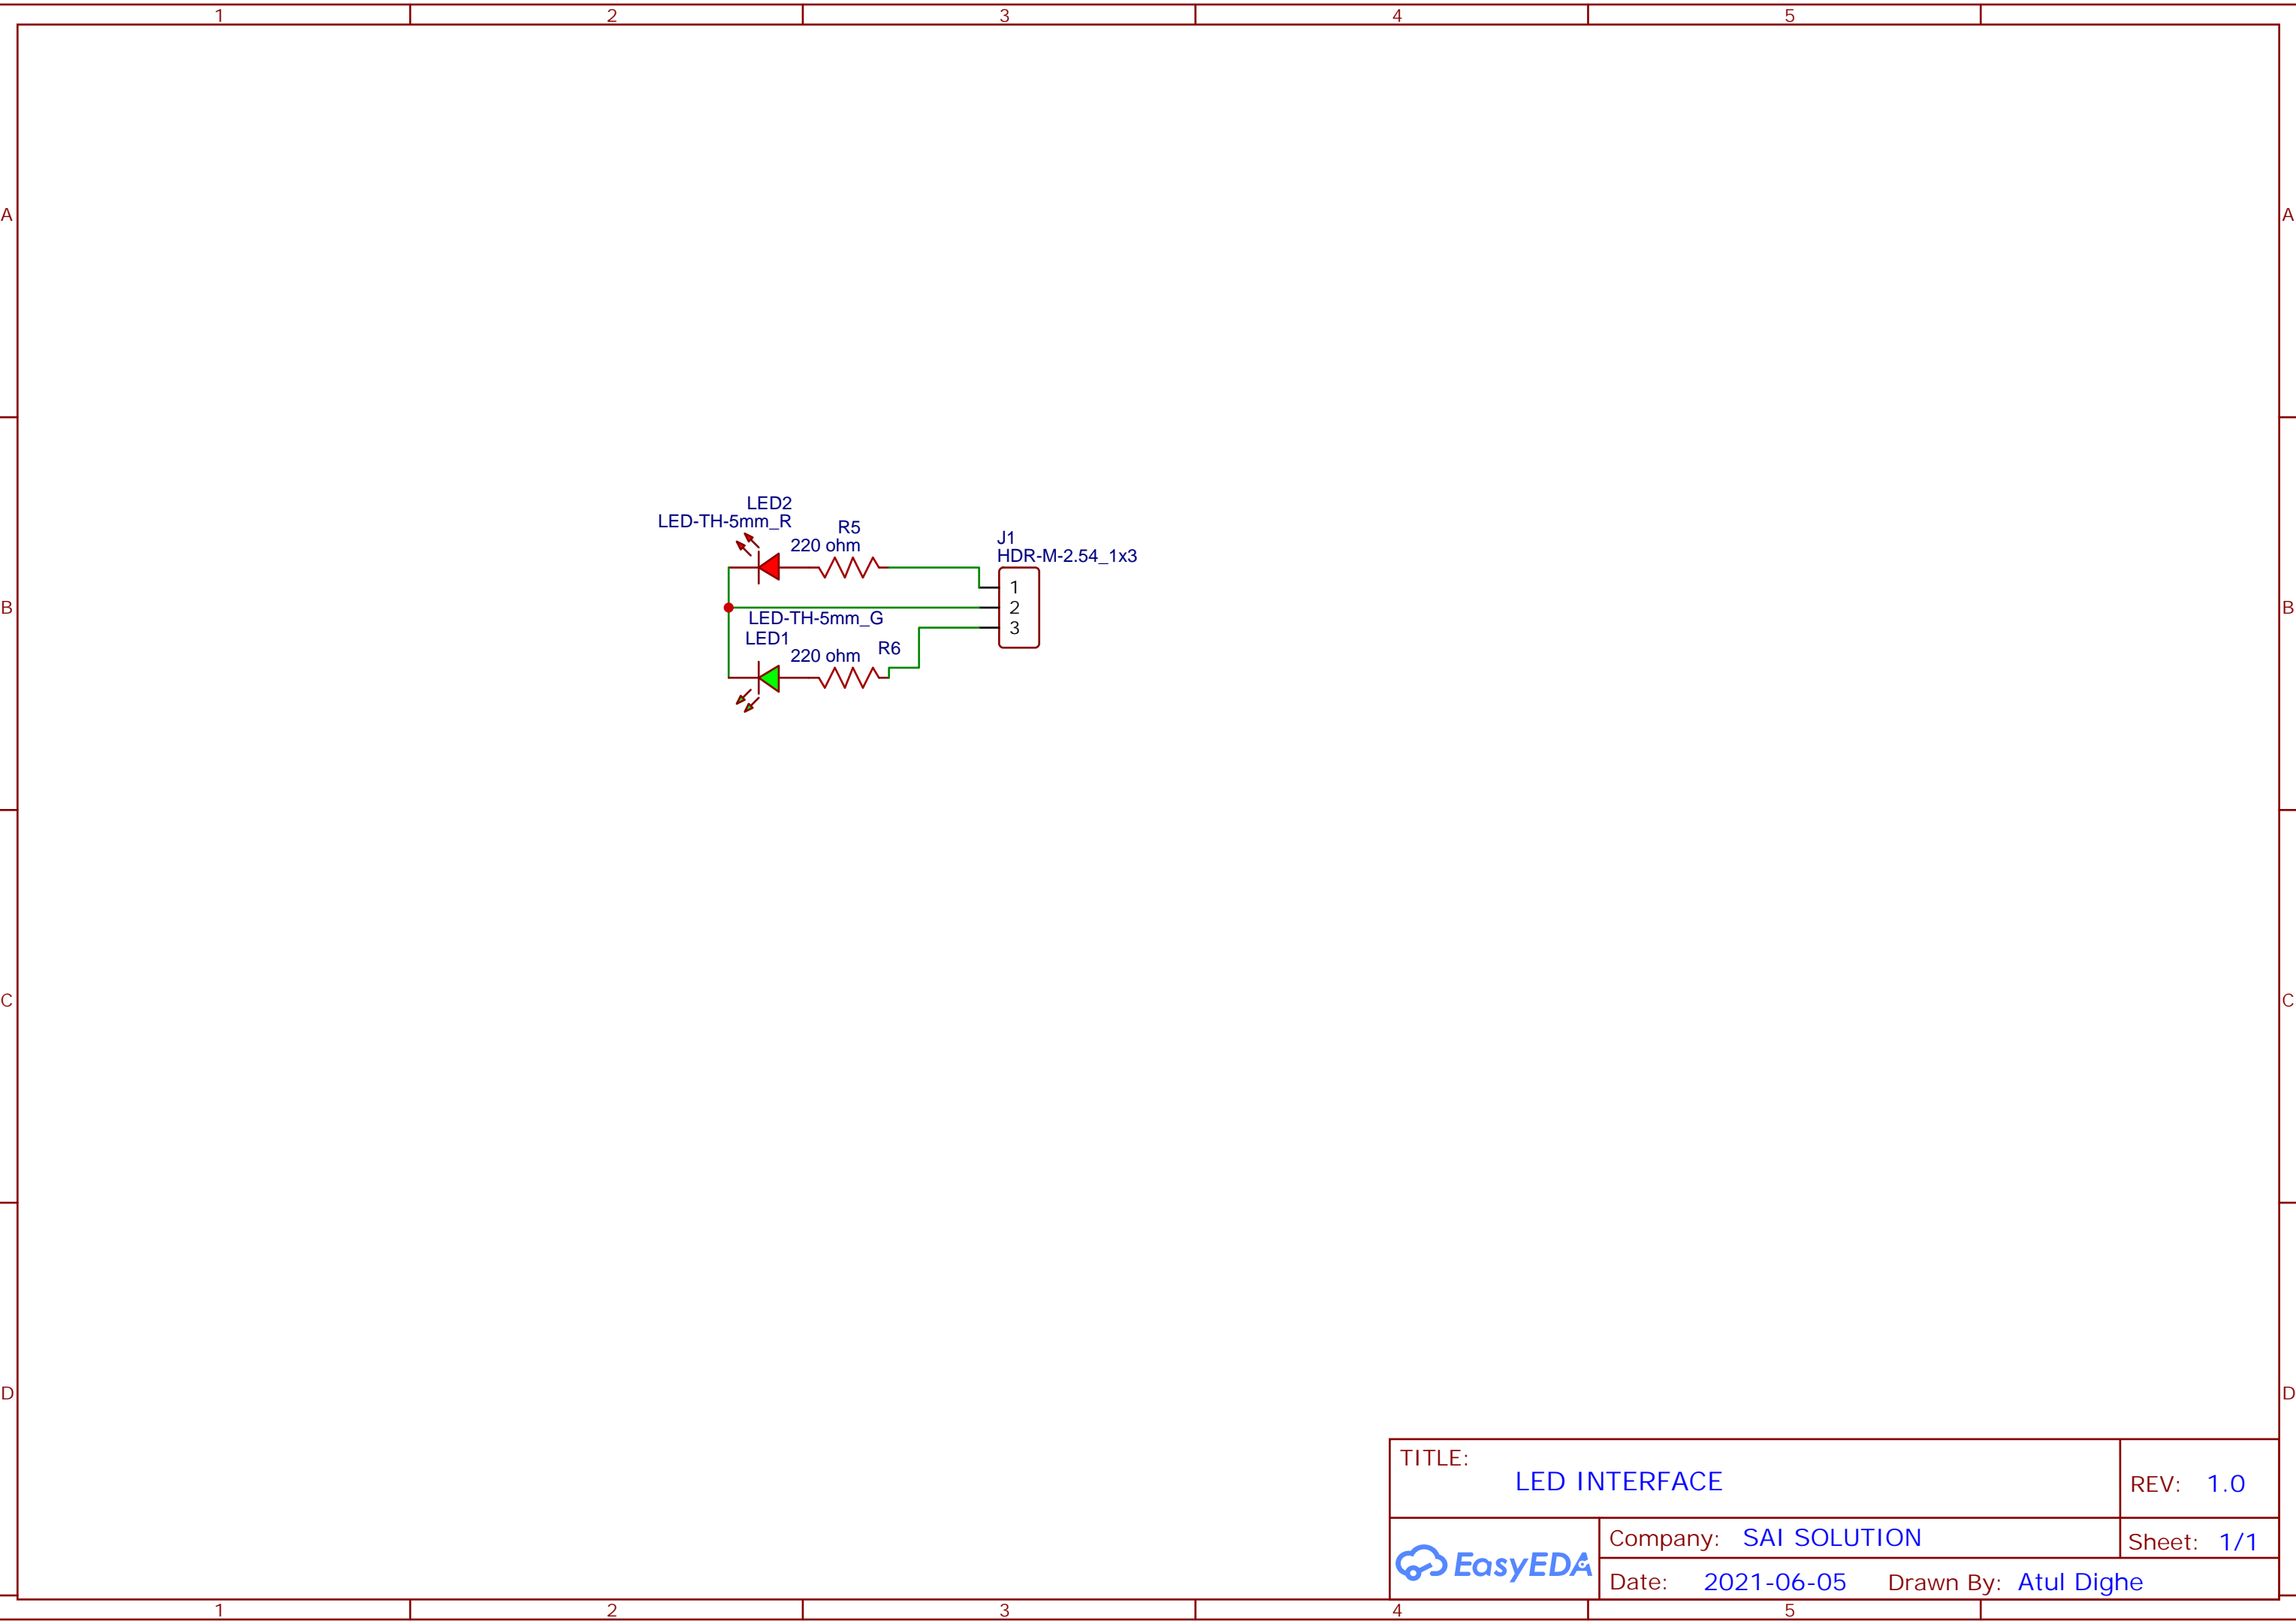 1 2 3 4 5
A A
LED2
LED-TH-5mm_R
R5
220 ohm
J1
HDR-M-2.54_1x3
1
2
3
B B
LED-TH-5mm_G
LED1
R6
220 ohm
C C
D D
TITLE:
LED INTERFACE
REV: 1.0
Company: SAI SOLUTION
Sheet: 1/1
EasyEDA
Date: 2021-06-05 Drawn By: Atul Dighe
1 2 3 4 5